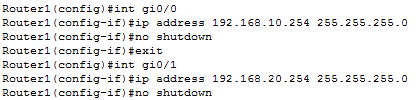 Router1(config)#int gi0/0
Router1(config-if)#ip address 192.168.10.254 255.255.255.0
Router1(config-if)#no shutdown
Router1(config-if)#exit
Router1(config)#int gi0/1
Router1(config-if)#ip address 192.168.20.254 255.255.255.0
Router1(config-if)#no shutdown